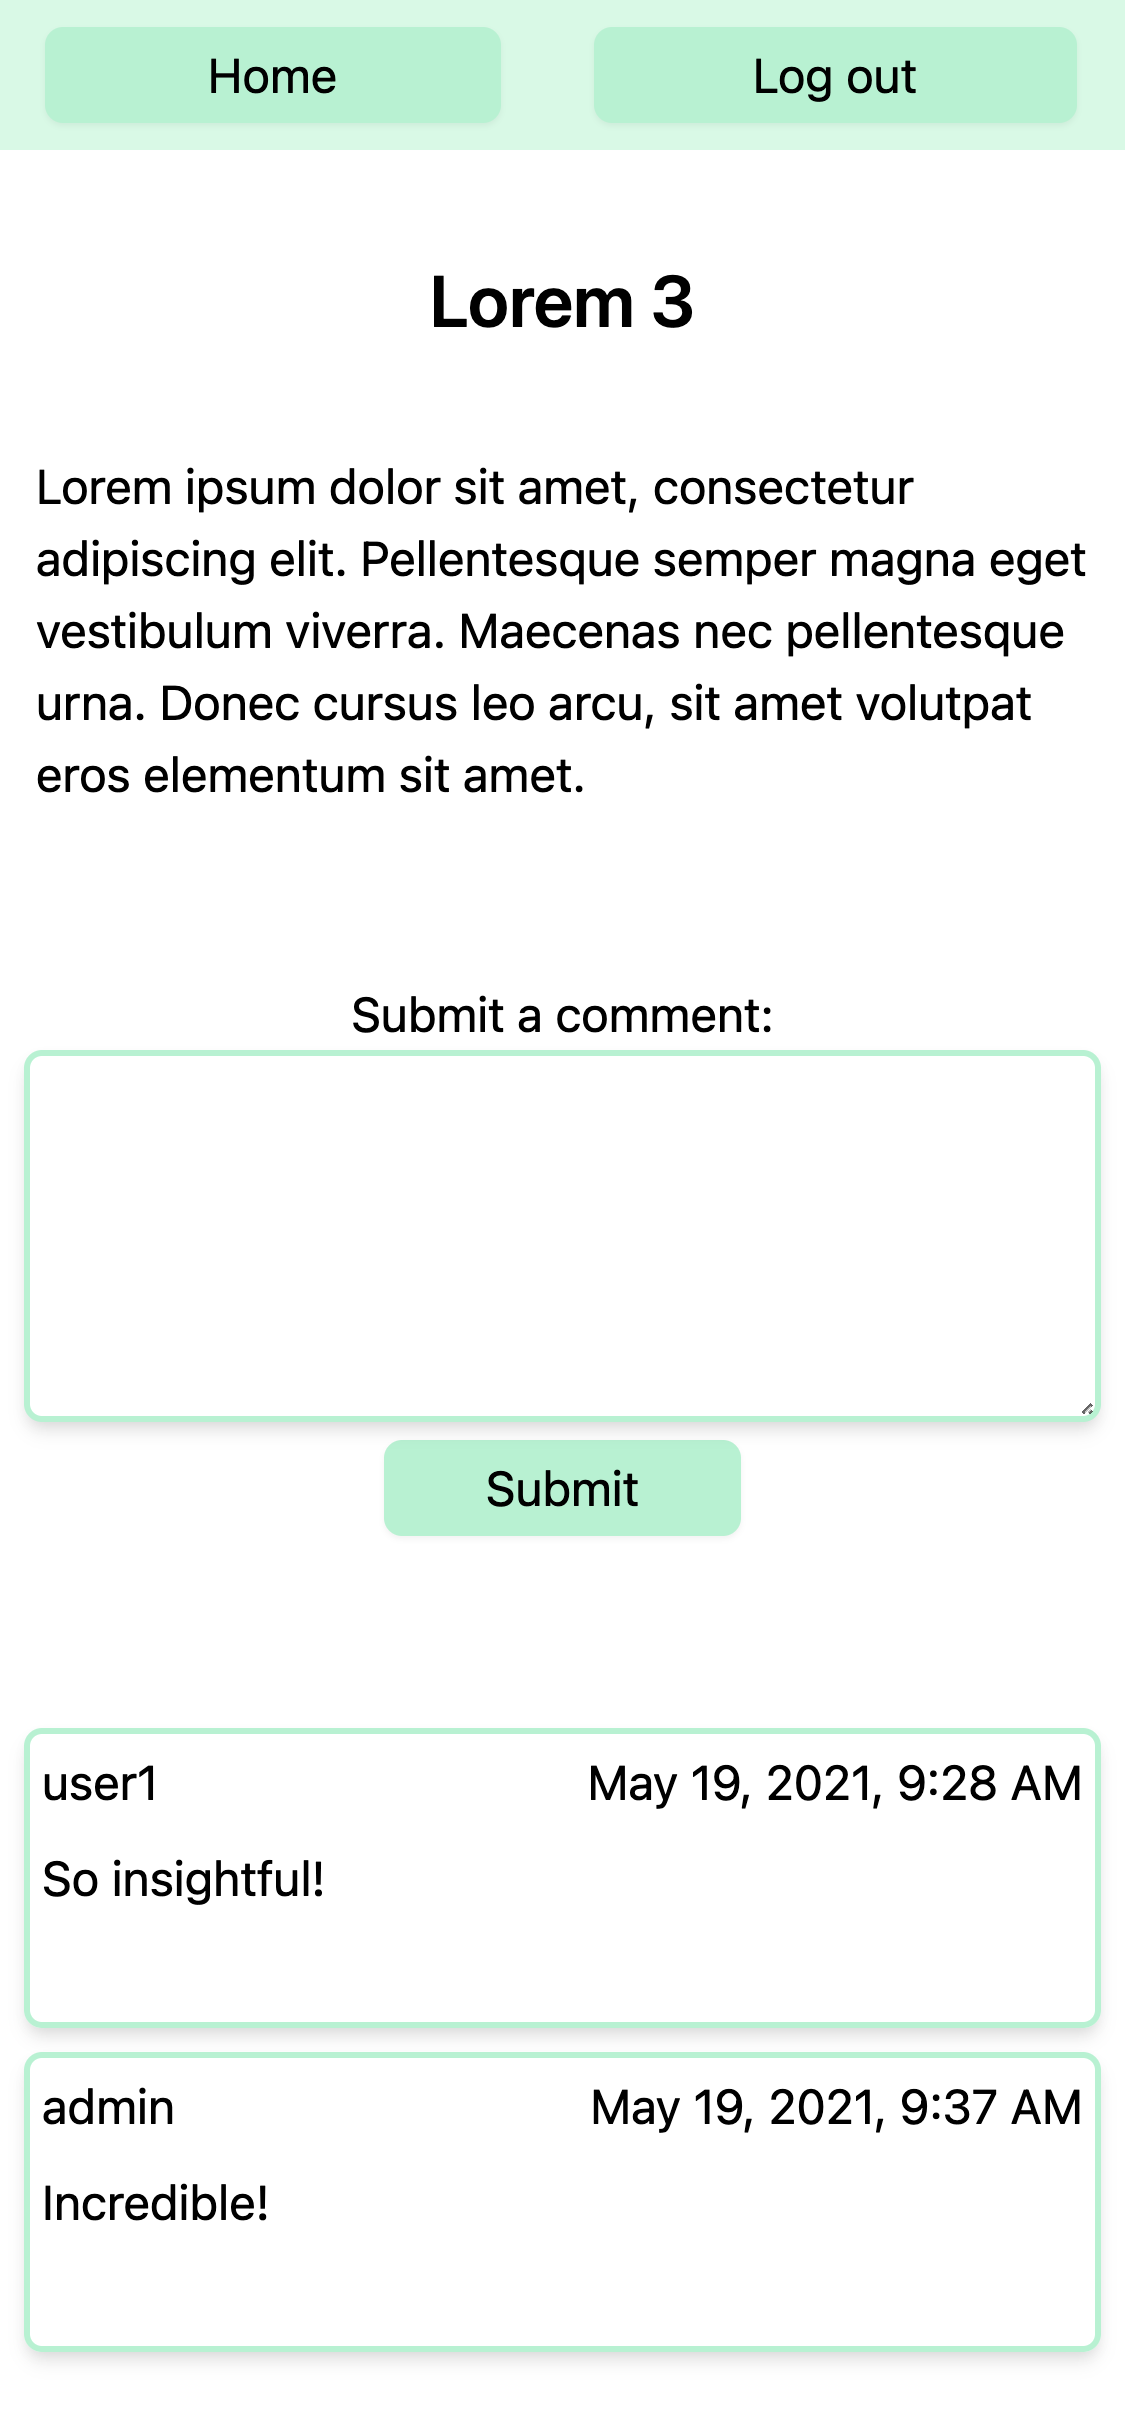 Home
Log out
Lorem 3
Lorem ipsum dolor sit amet, consectetur
adipiscing elit. Pellentesque semper magna eget
vestibulum viverra. Maecenas nec pellentesque
urna. Donec cursus leo arcu, sit amet volutpat
eros elementum sit amet.
Submit a comment:
Submit
user1
May 19, 2021, 9:28 AM
So insightful!
admin
May 19, 2021, 9:37 AM
Incredible!